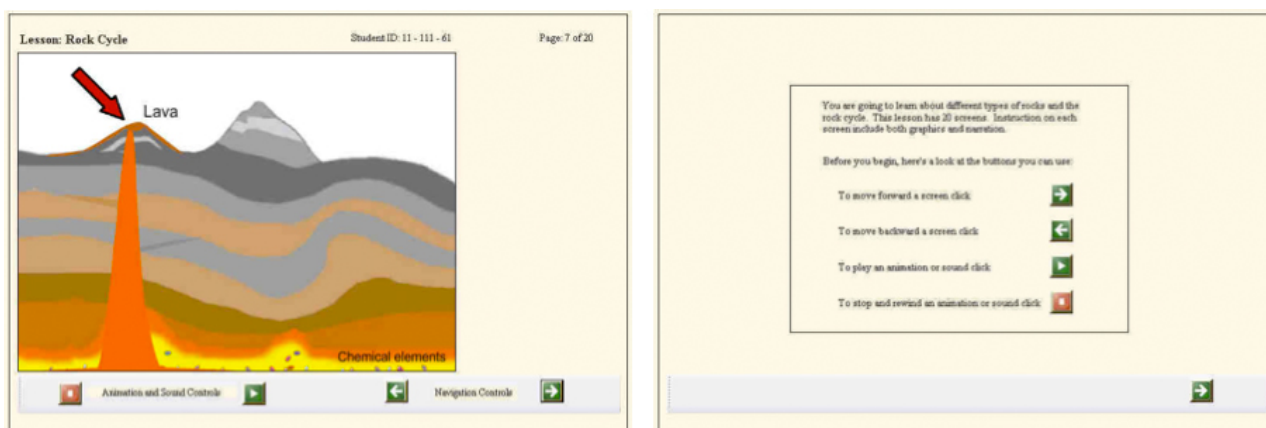 Lesson: Rock Cycle
Student ID: 11 - 111 - 61
Page: 7 of 20
Lava
Chemical elements
Animation and Sound Controls
Navigation Controls
You are going to learn about different types of rocks and the
rock cycle. This lesson has 20 screens. Instruction on each
screen include both graphics and narration.
Before you begin, here's a look at the buttons you can use:
To move forward a screen click
To move backward a screen click
To play an animation or sound click
To stop and rewind an animation or sound click